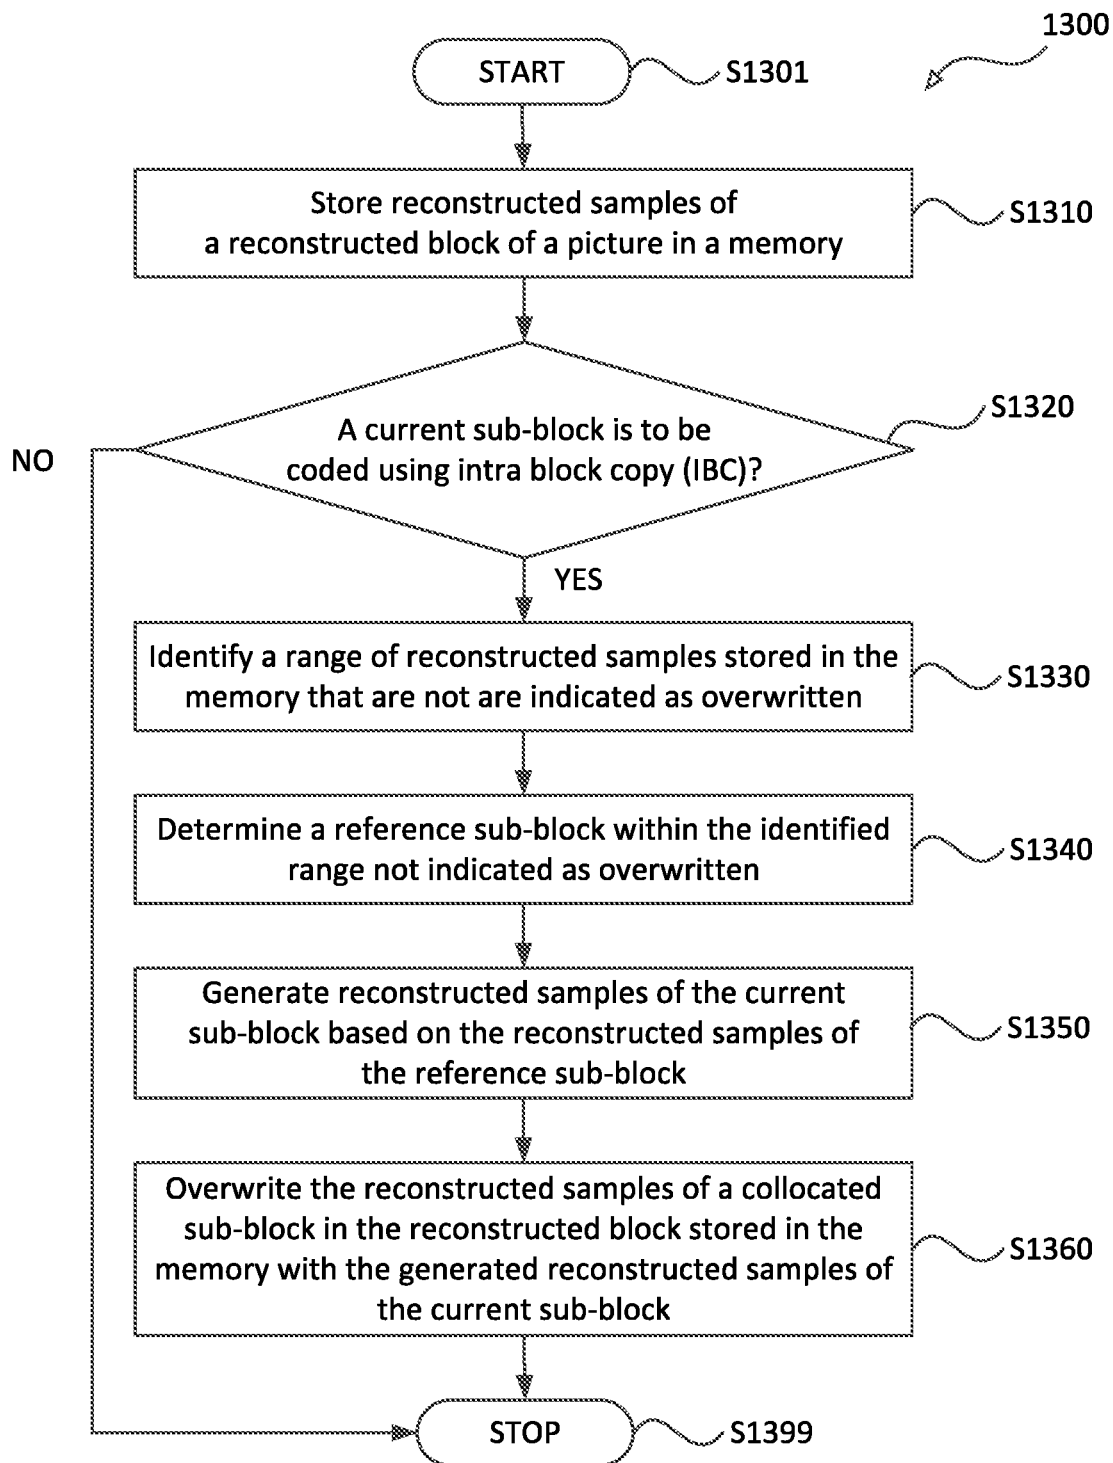 1300
START
S1301
Store reconstructed samples of
a reconstructed block of a picture in a memory
S1310
A current sub-block is to be
coded using intra block copy (IBC)?
S1320
NO
YES
Identify a range of reconstructed samples stored in the
memory that are not are indicated as overwritten
S1330
Determine a reference sub-block within the identified
range not indicated as overwritten
S1340
Generate reconstructed samples of the current
sub-block based on the reconstructed samples of
the reference sub-block
S1350
Overwrite the reconstructed samples of a collocated
sub-block in the reconstructed block stored in the
memory with the generated reconstructed samples of
the current sub-block
S1360
STOP
S1399